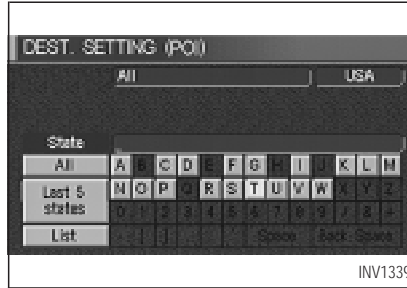 DEST. SETTING (POI)
All USA
State
All A B C D E F G H I J K L M
Last 5 states N O P Q R S T U V W X Y Z
0 1 2 3 4 5 6 7 8 9 / & -
List Space Back Space
INV1339